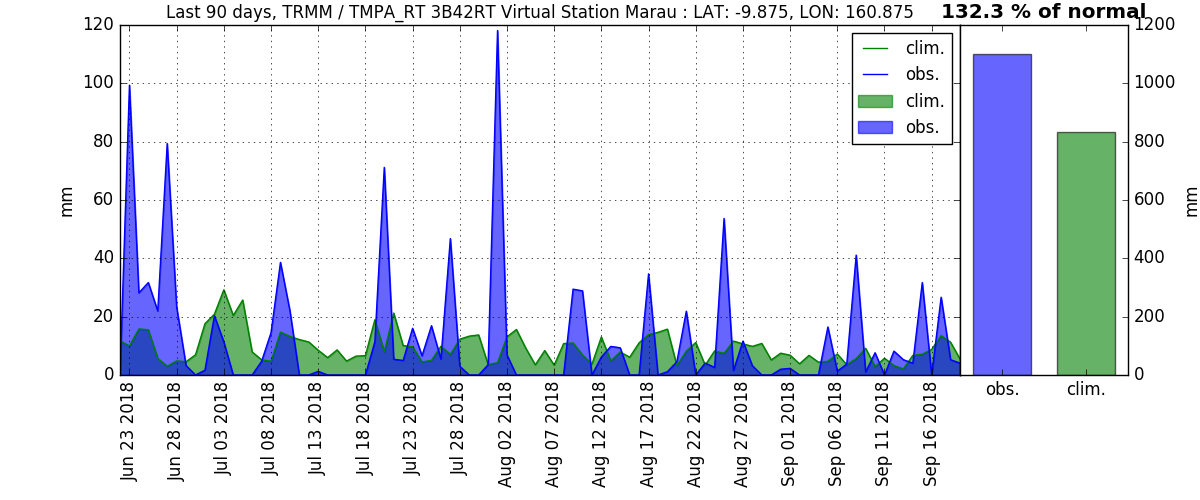 Last 90 days, TRMM / TMPA_RT 3B42RT Virtual Station Marau : LAT: -9.875, LON: 160.875
132.3 % of normal
120
100
80
60
40
20
0
mm
clim.
obs.
clim.
obs.
Jun 23 2018
Jun 28 2018
Jul 03 2018
Jul 08 2018
Jul 13 2018
Jul 18 2018
Jul 23 2018
Jul 28 2018
Aug 02 2018
Aug 07 2018
Aug 12 2018
Aug 17 2018
Aug 22 2018
Aug 27 2018
Sep 01 2018
Sep 06 2018
Sep 11 2018
Sep 16 2018
1200
1000
800
600
400
200
0
mm
obs.
clim.